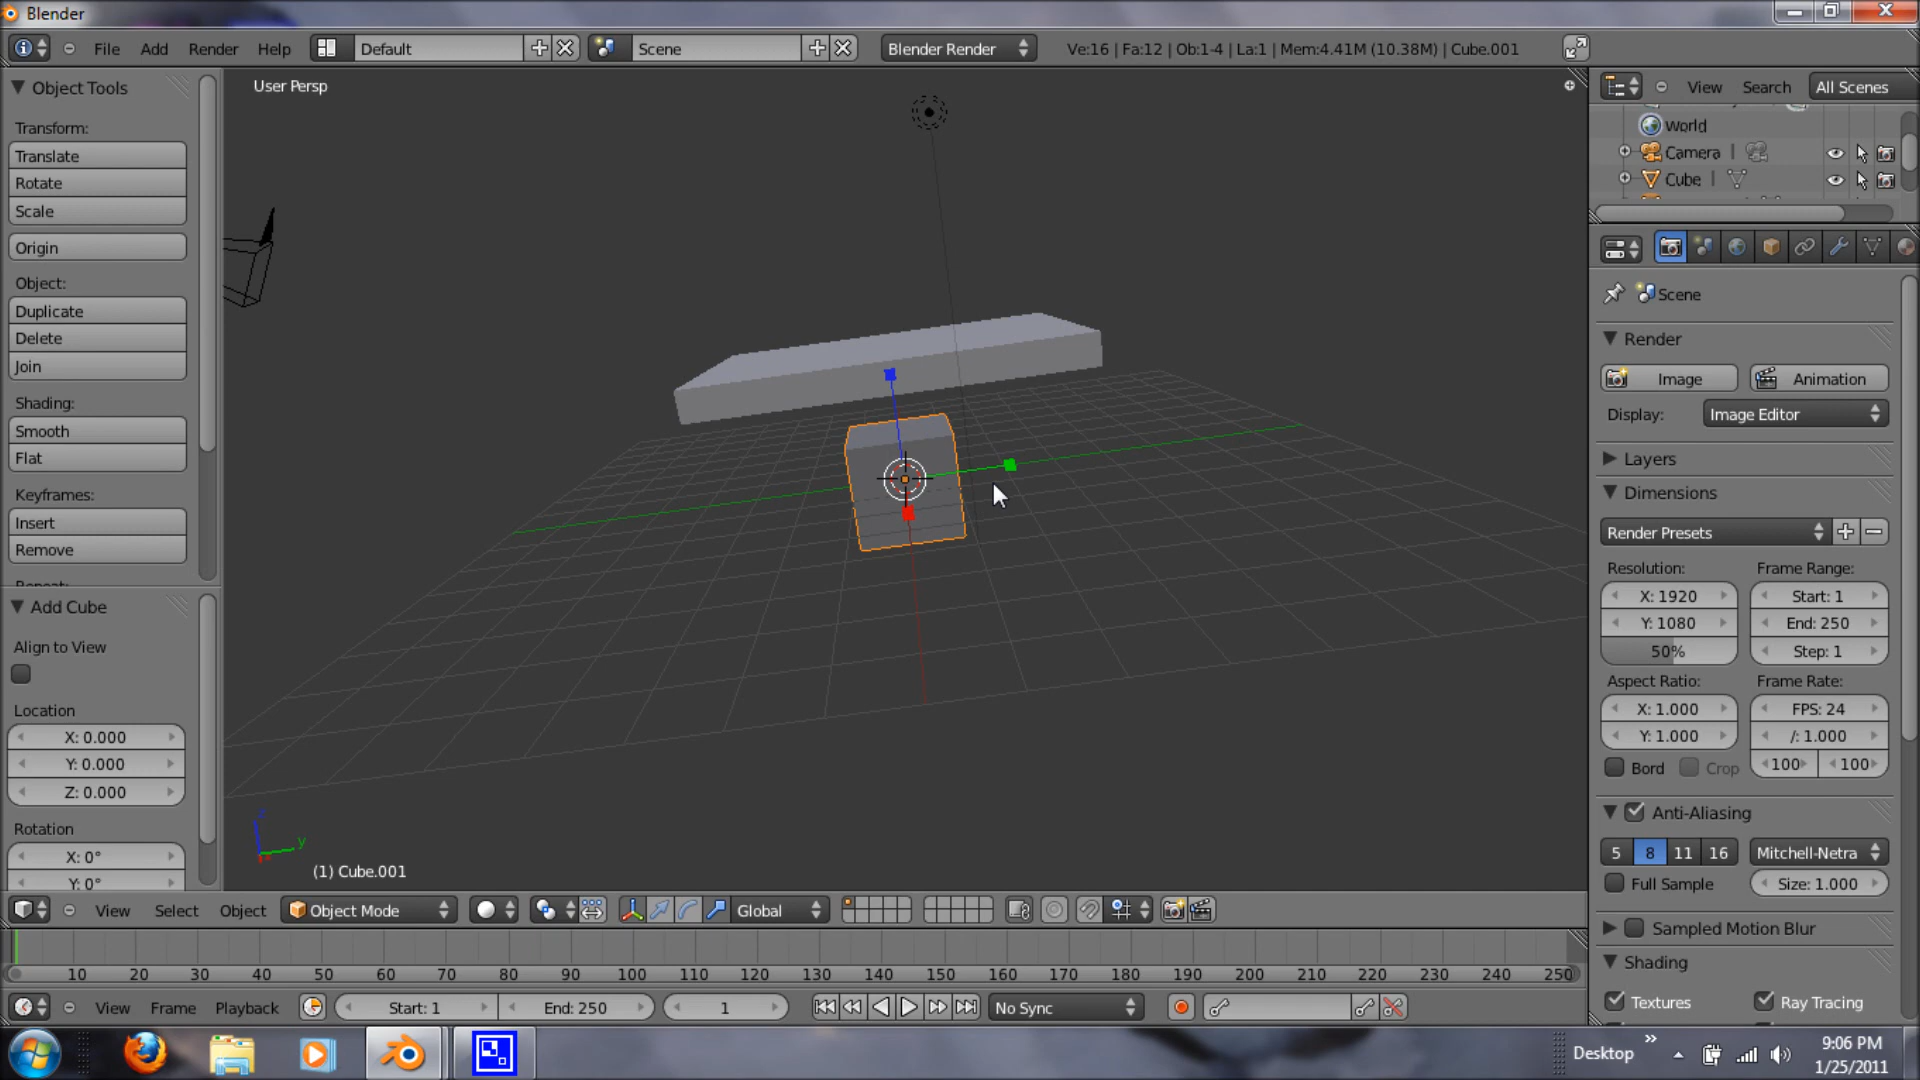 Blender
File Add Render Help Default Scene Blender Render Ve:16 | Fa:12 | Ob:1-4 | La:1 | Mem:4.41M (10.38M) | Cube.001
Object Tools
Transform:
Translate
Rotate
Scale
Origin
Object:
Duplicate
Delete
Join
Shading:
Smooth
Flat
Keyframes:
Insert
Remove
Repeat:
Add Cube
Align to View
Location
X: 0.000
Y: 0.000
Z: 0.000
Rotation
X: 0°
Y: 0°
User Persp
z
y
(1) Cube.001
View Select Object Object Mode Global
View Search All Scenes
World
Camera
Cube
Scene
Render
Image Animation
Display: Image Editor
Layers
Dimensions
Render Presets
Resolution: Frame Range:
X: 1920 Start: 1
Y: 1080 End: 250
50% Step: 1
Aspect Ratio: Frame Rate:
X: 1.000 FPS: 24
Y: 1.000 /: 1.000
Bord Crop 100 100
Anti-Aliasing
5 8 11 16 Mitchell-Netra
Full Sample Size: 1.000
Sampled Motion Blur
Shading
Textures Ray Tracing
10 20 30 40 50 60 70 80 90 100 110 120 130 140 150 160 170 180 190 200 210 220 230 240 250
View Frame Playback Start: 1 End: 250 1 No Sync
Desktop
9:06 PM
1/25/2011